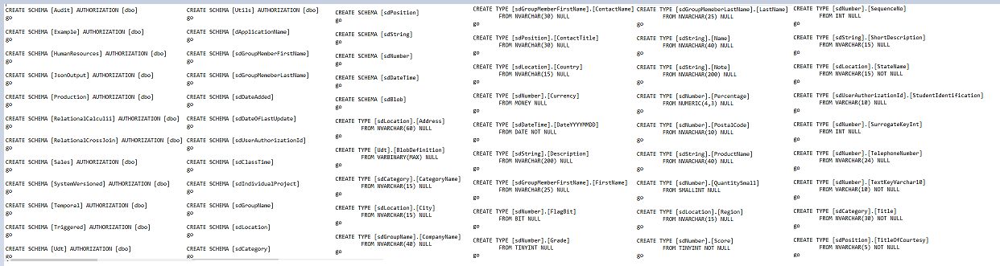 CREATE SCHEMA [Audit] AUTHORIZATION [dbo]
go
CREATE SCHEMA [Example] AUTHORIZATION [dbo]
go
CREATE SCHEMA [HumanResources] AUTHORIZATION [dbo]
go
CREATE SCHEMA [JsonOutput] AUTHORIZATION [dbo]
go
CREATE SCHEMA [Production] AUTHORIZATION [dbo]
go
CREATE SCHEMA [RelationalCalculii] AUTHORIZATION [dbo]
go
CREATE SCHEMA [RelationalCrossJoin] AUTHORIZATION [dbo]
go
CREATE SCHEMA [Sales] AUTHORIZATION [dbo]
go
CREATE SCHEMA [SystemVersioned] AUTHORIZATION [dbo]
go
CREATE SCHEMA [Temporal] AUTHORIZATION [dbo]
go
CREATE SCHEMA [Triggered] AUTHORIZATION [dbo]
go
CREATE SCHEMA [Udt] AUTHORIZATION [dbo]
go
CREATE SCHEMA [Utils] AUTHORIZATION [dbo]
go
CREATE SCHEMA [dApplicationName]
go
CREATE SCHEMA [sdGroupMemberFirstName]
go
CREATE SCHEMA [sdGroupMemeberLastName]
go
CREATE SCHEMA [sdDateAdded]
go
CREATE SCHEMA [sdDateOfLastUpdate]
go
CREATE SCHEMA [sdUserAuthorizationId]
go
CREATE SCHEMA [sdClassTime]
go
CREATE SCHEMA [sdIndividualProject]
go
CREATE SCHEMA [sdGroupName]
go
CREATE SCHEMA [sdLocation]
go
CREATE SCHEMA [sdCategory]
go
CREATE SCHEMA [sdPosition]
go
CREATE SCHEMA [sdString]
go
CREATE SCHEMA [sdNumber]
go
CREATE SCHEMA [sdDateTime]
go
CREATE SCHEMA [sdBlob]
go
CREATE TYPE [sdLocation].[Address]
FROM NVARCHAR(60) NULL
go
CREATE TYPE [Udt].[BlobDefinition]
FROM VARBINARY(MAX) NULL
go
CREATE TYPE [sdCategory].[CategoryName]
FROM NVARCHAR(15) NULL
go
CREATE TYPE [sdLocation].[City]
FROM NVARCHAR(15) NULL
go
CREATE TYPE [sdGroupName].[CompanyName]
FROM NVARCHAR(40) NULL
go
CREATE TYPE [sdGroupMemberFirstName].[ContactName]
FROM NVARCHAR(30) NULL
go
CREATE TYPE [sdPosition].[ContactTitle]
FROM NVARCHAR(30) NULL
go
CREATE TYPE [sdLocation].[Country]
FROM NVARCHAR(15) NULL
go
CREATE TYPE [sdNumber].[Currency]
FROM MONEY NULL
go
CREATE TYPE [sdDateTime].[DateYYYYMMDD]
FROM DATE NOT NULL
go
CREATE TYPE [sdString].[Description]
FROM NVARCHAR(200) NULL
go
CREATE TYPE [sdGroupMemberFirstName].[FirstName]
FROM NVARCHAR(25) NULL
go
CREATE TYPE [sdNumber].[FlagBit]
FROM BIT NULL
go
CREATE TYPE [sdNumber].[Grade]
FROM TINYINT NULL
go
CREATE TYPE [sdGroupMemeberLastName].[LastName]
FROM NVARCHAR(25) NULL
go
CREATE TYPE [sdString].[Name]
FROM NVARCHAR(40) NULL
go
CREATE TYPE [sdString].[Note]
FROM NVARCHAR(200) NULL
go
CREATE TYPE [sdNumber].[Percentage]
FROM NUMERIC(4,3) NULL
go
CREATE TYPE [sdNumber].[PostalCode]
FROM NVARCHAR(10) NULL
go
CREATE TYPE [sdString].[ProductName]
FROM NVARCHAR(40) NULL
go
CREATE TYPE [sdNumber].[QuantitySmall]
FROM SMALLINT NULL
go
CREATE TYPE [sdLocation].[Region]
FROM NVARCHAR(15) NULL
go
CREATE TYPE [sdNumber].[Score]
FROM TINYINT NOT NULL
go
CREATE TYPE [sdNumber].[SequenceNo]
FROM INT NULL
go
CREATE TYPE [sdString].[ShortDescription]
FROM NVARCHAR(15) NULL
go
CREATE TYPE [sdLocation].[StateName]
FROM NVARCHAR(15) NOT NULL
go
CREATE TYPE [sdUserAuthorizationId].[StudentIdentification]
FROM VARCHAR(10) NULL
go
CREATE TYPE [sdNumber].[SurrogateKeyInt]
FROM INT NULL
go
CREATE TYPE [sdNumber].[TelephoneNumber]
FROM NVARCHAR(24) NULL
go
CREATE TYPE [sdNumber].[TextKeyVarchar10]
FROM VARCHAR(10) NOT NULL
go
CREATE TYPE [sdCategory].[Title]
FROM NVARCHAR(30) NOT NULL
go
CREATE TYPE [sdPosition].[TitleOfCourtesy]
FROM NVARCHAR(5) NOT NULL
go